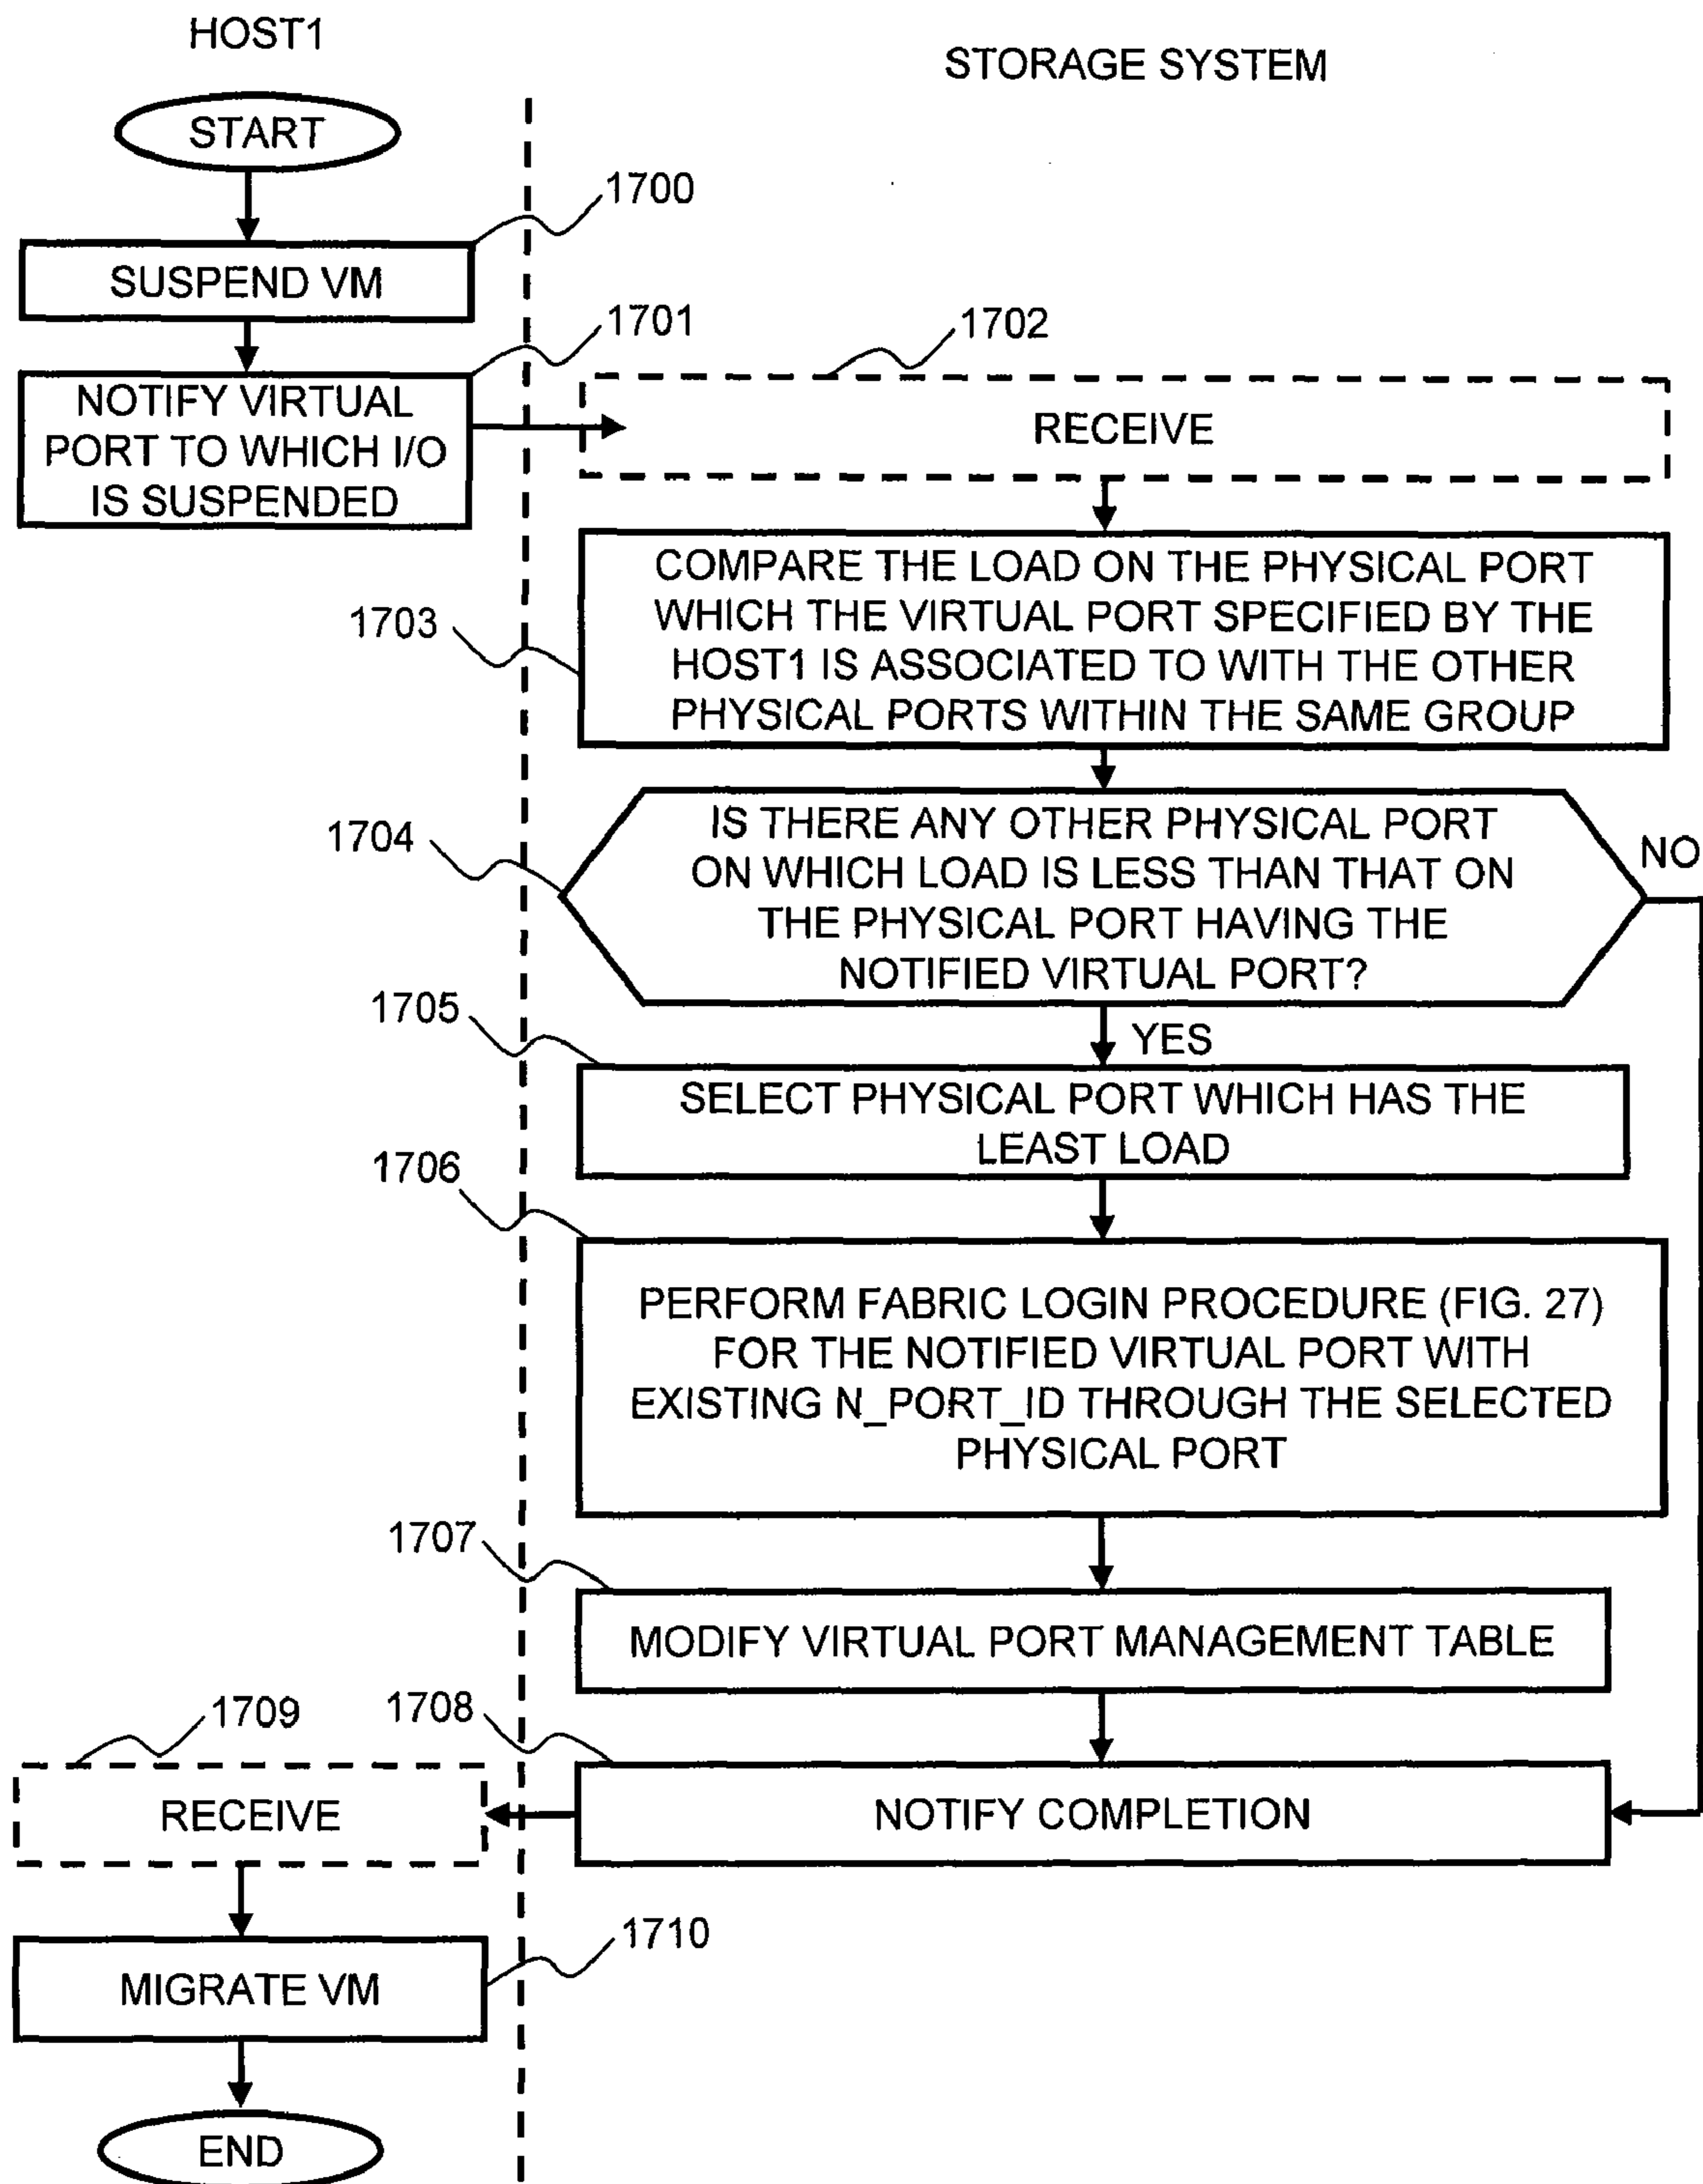 HOST1
STORAGE SYSTEM
START
1700
SUSPEND VM
1701
1702
NOTIFY VIRTUAL
PORT TO WHICH I/O
IS SUSPENDED
RECEIVE
1703
COMPARE THE LOAD ON THE PHYSICAL PORT
WHICH THE VIRTUAL PORT SPECIFIED BY THE
HOST1 IS ASSOCIATED TO WITH THE OTHER
PHYSICAL PORTS WITHIN THE SAME GROUP
1704
IS THERE ANY OTHER PHYSICAL PORT
ON WHICH LOAD IS LESS THAN THAT ON
THE PHYSICAL PORT HAVING THE
NOTIFIED VIRTUAL PORT?
NO
YES
1705
SELECT PHYSICAL PORT WHICH HAS THE
LEAST LOAD
1706
PERFORM FABRIC LOGIN PROCEDURE (FIG. 27)
FOR THE NOTIFIED VIRTUAL PORT WITH
EXISTING N_PORT_ID THROUGH THE SELECTED
PHYSICAL PORT
1707
MODIFY VIRTUAL PORT MANAGEMENT TABLE
1708
NOTIFY COMPLETION
1709
RECEIVE
1710
MIGRATE VM
END